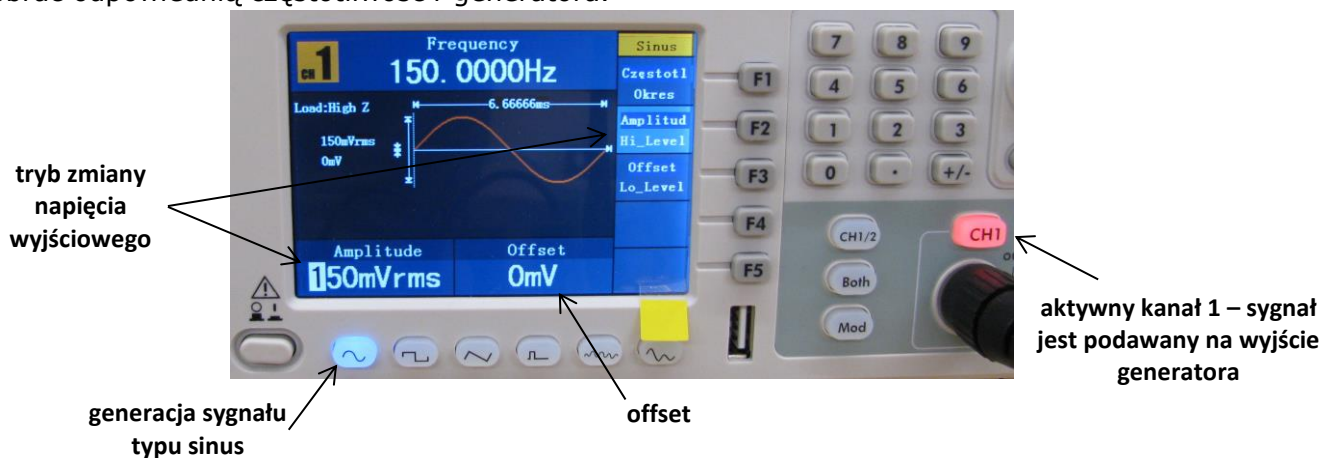 Frequency
CH 1
150.0000Hz
Sinus
Częstotl
Okres
Load:High Z
6.66666ms
Amplitud
Hi_Level
150mVrms
0mV
Offset
Lo_Level
Amplitude
Offset
150mVrms
0mV
F1
F2
F3
F4
F5
7
8
9
4
5
6
1
2
3
0
.
+/-
CH1/2
CH1
Both
Mod
tryb zmiany
napięcia
wyjściowego
aktywny kanał 1 – sygnał
jest podawany na wyjście
generatora
generacja sygnału
typu sinus
offset